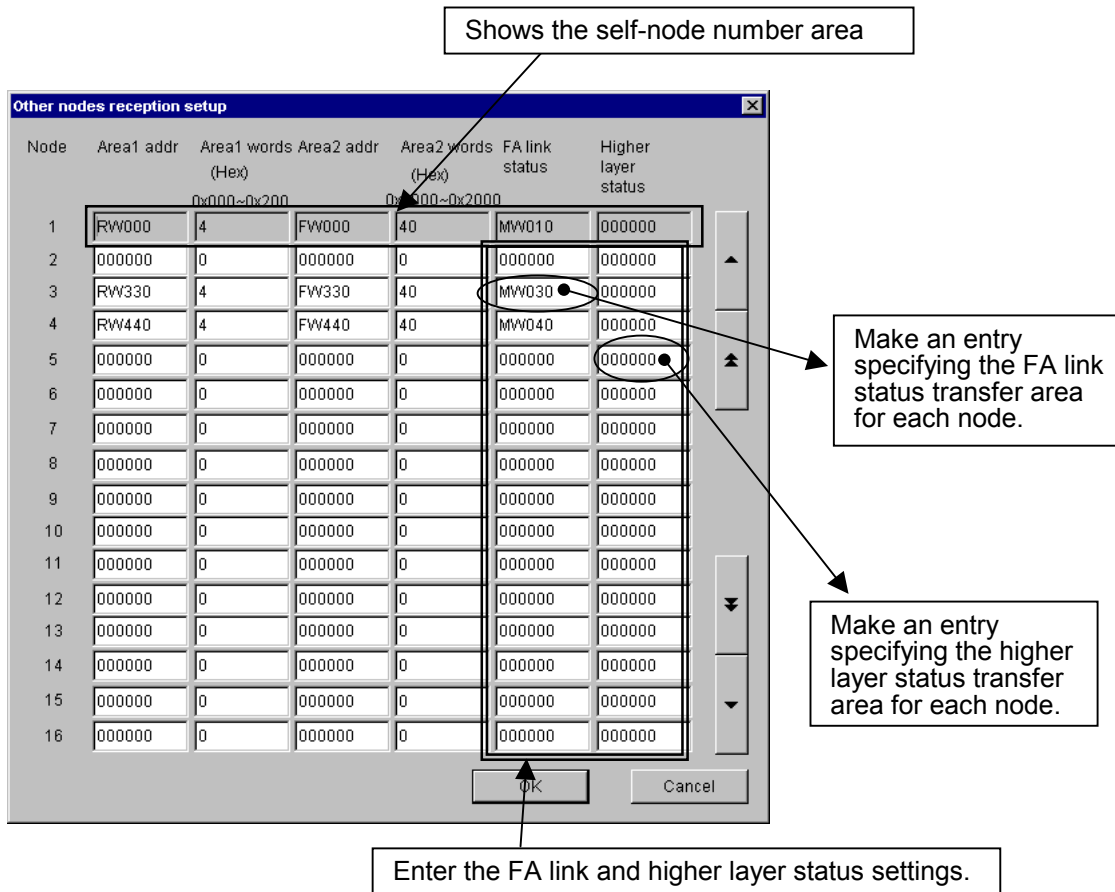 Shows the self-node number area
Other nodes reception setup
Node Area1 addr Area1 words Area2 addr Area2 words FA link Higher
(Hex) (Hex) status layer
status
0x000~0x200 000~0x2000
1 RW000 4 FW000 40 MW010 000000
2 000000 0 000000 0 000000 000000
3 RW330 4 FW330 40 MW030 000000
4 RW440 4 FW440 40 MW040 000000
5 000000 0 000000 0 000000 000000
6 000000 0 000000 0 000000 000000
7 000000 0 000000 0 000000 000000
8 000000 0 000000 0 000000 000000
9 000000 0 000000 0 000000 000000
10 000000 0 000000 0 000000 000000
11 000000 0 000000 0 000000 000000
12 000000 0 000000 0 000000 000000
13 000000 0 000000 0 000000 000000
14 000000 0 000000 0 000000 000000
15 000000 0 000000 0 000000 000000
16 000000 0 000000 0 000000 000000
OK Cancel
Make an entry
specifying the FA link
status transfer area
for each node.
Make an entry
specifying the higher
layer status transfer
area for each node.
Enter the FA link and higher layer status settings.